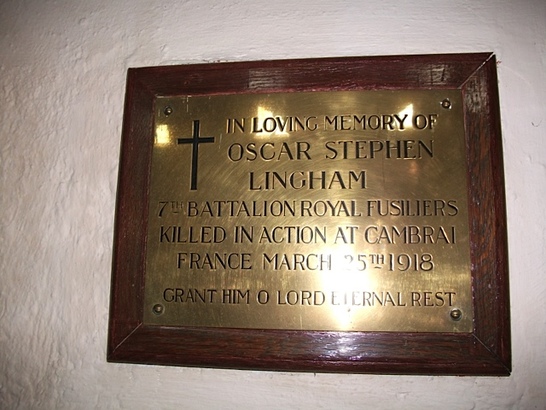 IN LOVING MEMORY OF
OSCAR STEPHEN
LINGHAM
7TH BATTALION ROYAL FUSILIERS
KILLED IN ACTION AT CAMBRAI
FRANCE MARCH 25TH 1918
GRANT HIM O LORD ETERNAL REST